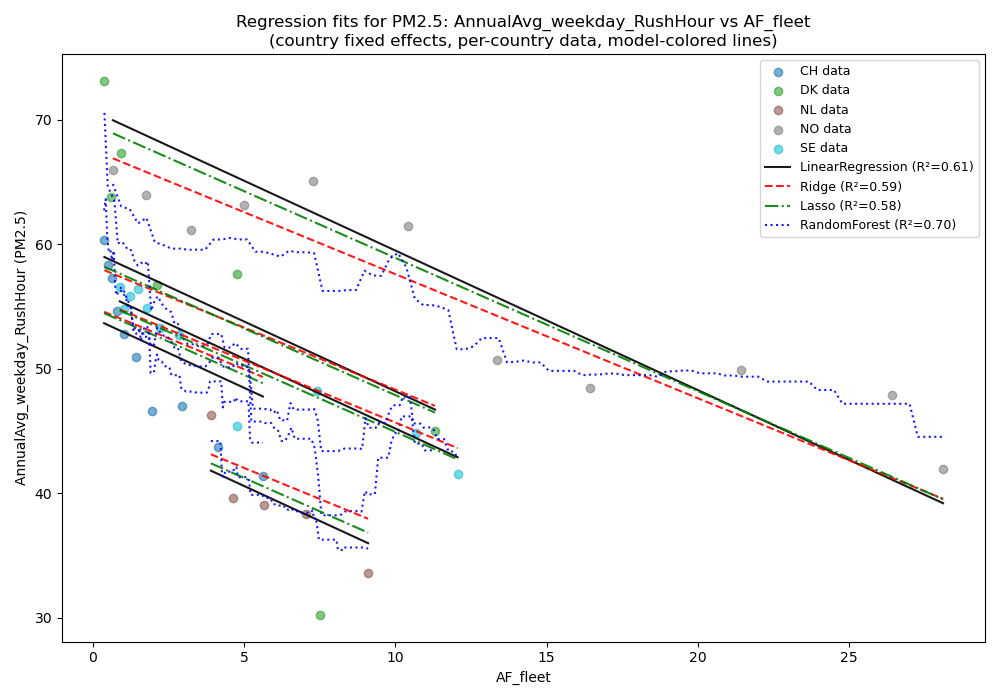 Regression fits for PM2.5: AnnualAvg_weekday_RushHour vs AF_fleet
(country fixed effects, per-country data, model-colored lines)
AnnualAvg_weekday_RushHour (PM2.5)
70
60
50
40
30
CH data
DK data
NL data
NO data
SE data
LinearRegression (R²=0.61)
Ridge (R²=0.59)
Lasso (R²=0.58)
RandomForest (R²=0.70)
0 5 10 15 20 25
AF_fleet